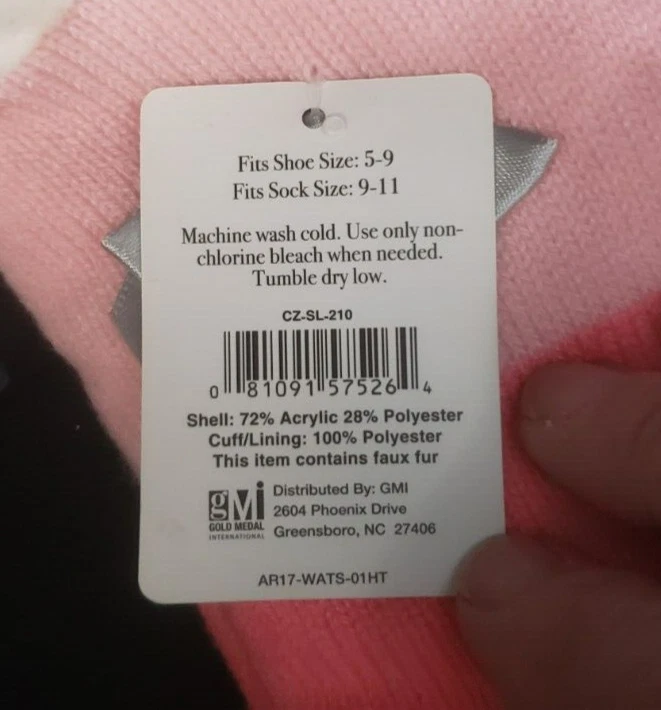 Fits Shoe Size: 5-9
Fits Sock Size: 9-11
Machine wash cold. Use only non-
chlorine bleach when needed.
Tumble dry low.
CZ-SL-210
0 81091 57526 4
Shell: 72% Acrylic 28% Polyester
Cuff/Lining: 100% Polyester
This item contains faux fur
gMi
GOLD MEDAL
INTERNATIONAL
Distributed By: GMI
2604 Phoenix Drive
Greensboro, NC 27406
AR17-WATS-01HT